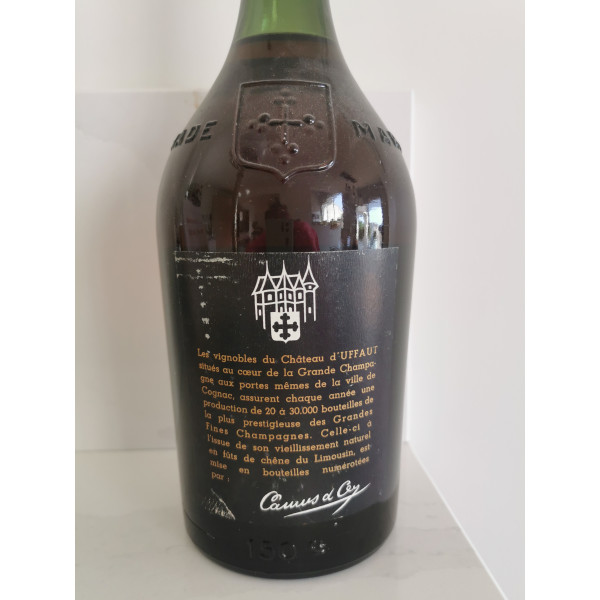 MAR
Les vignobles du Château d'UFFAUT
situés au cœur de la Grande Champa-
gne aux portes mêmes de la ville de
Cognac, assurent chaque année une
production de 20 à 30.000 bouteilles de
la plus prestigieuse des Grandes
Fines Champagnes. Celle-ci à
l'issue de son vieillissement naturel
en fûts de chêne du Limousin, est-
mise en bouteilles numérotées
par :
Camus & Cey